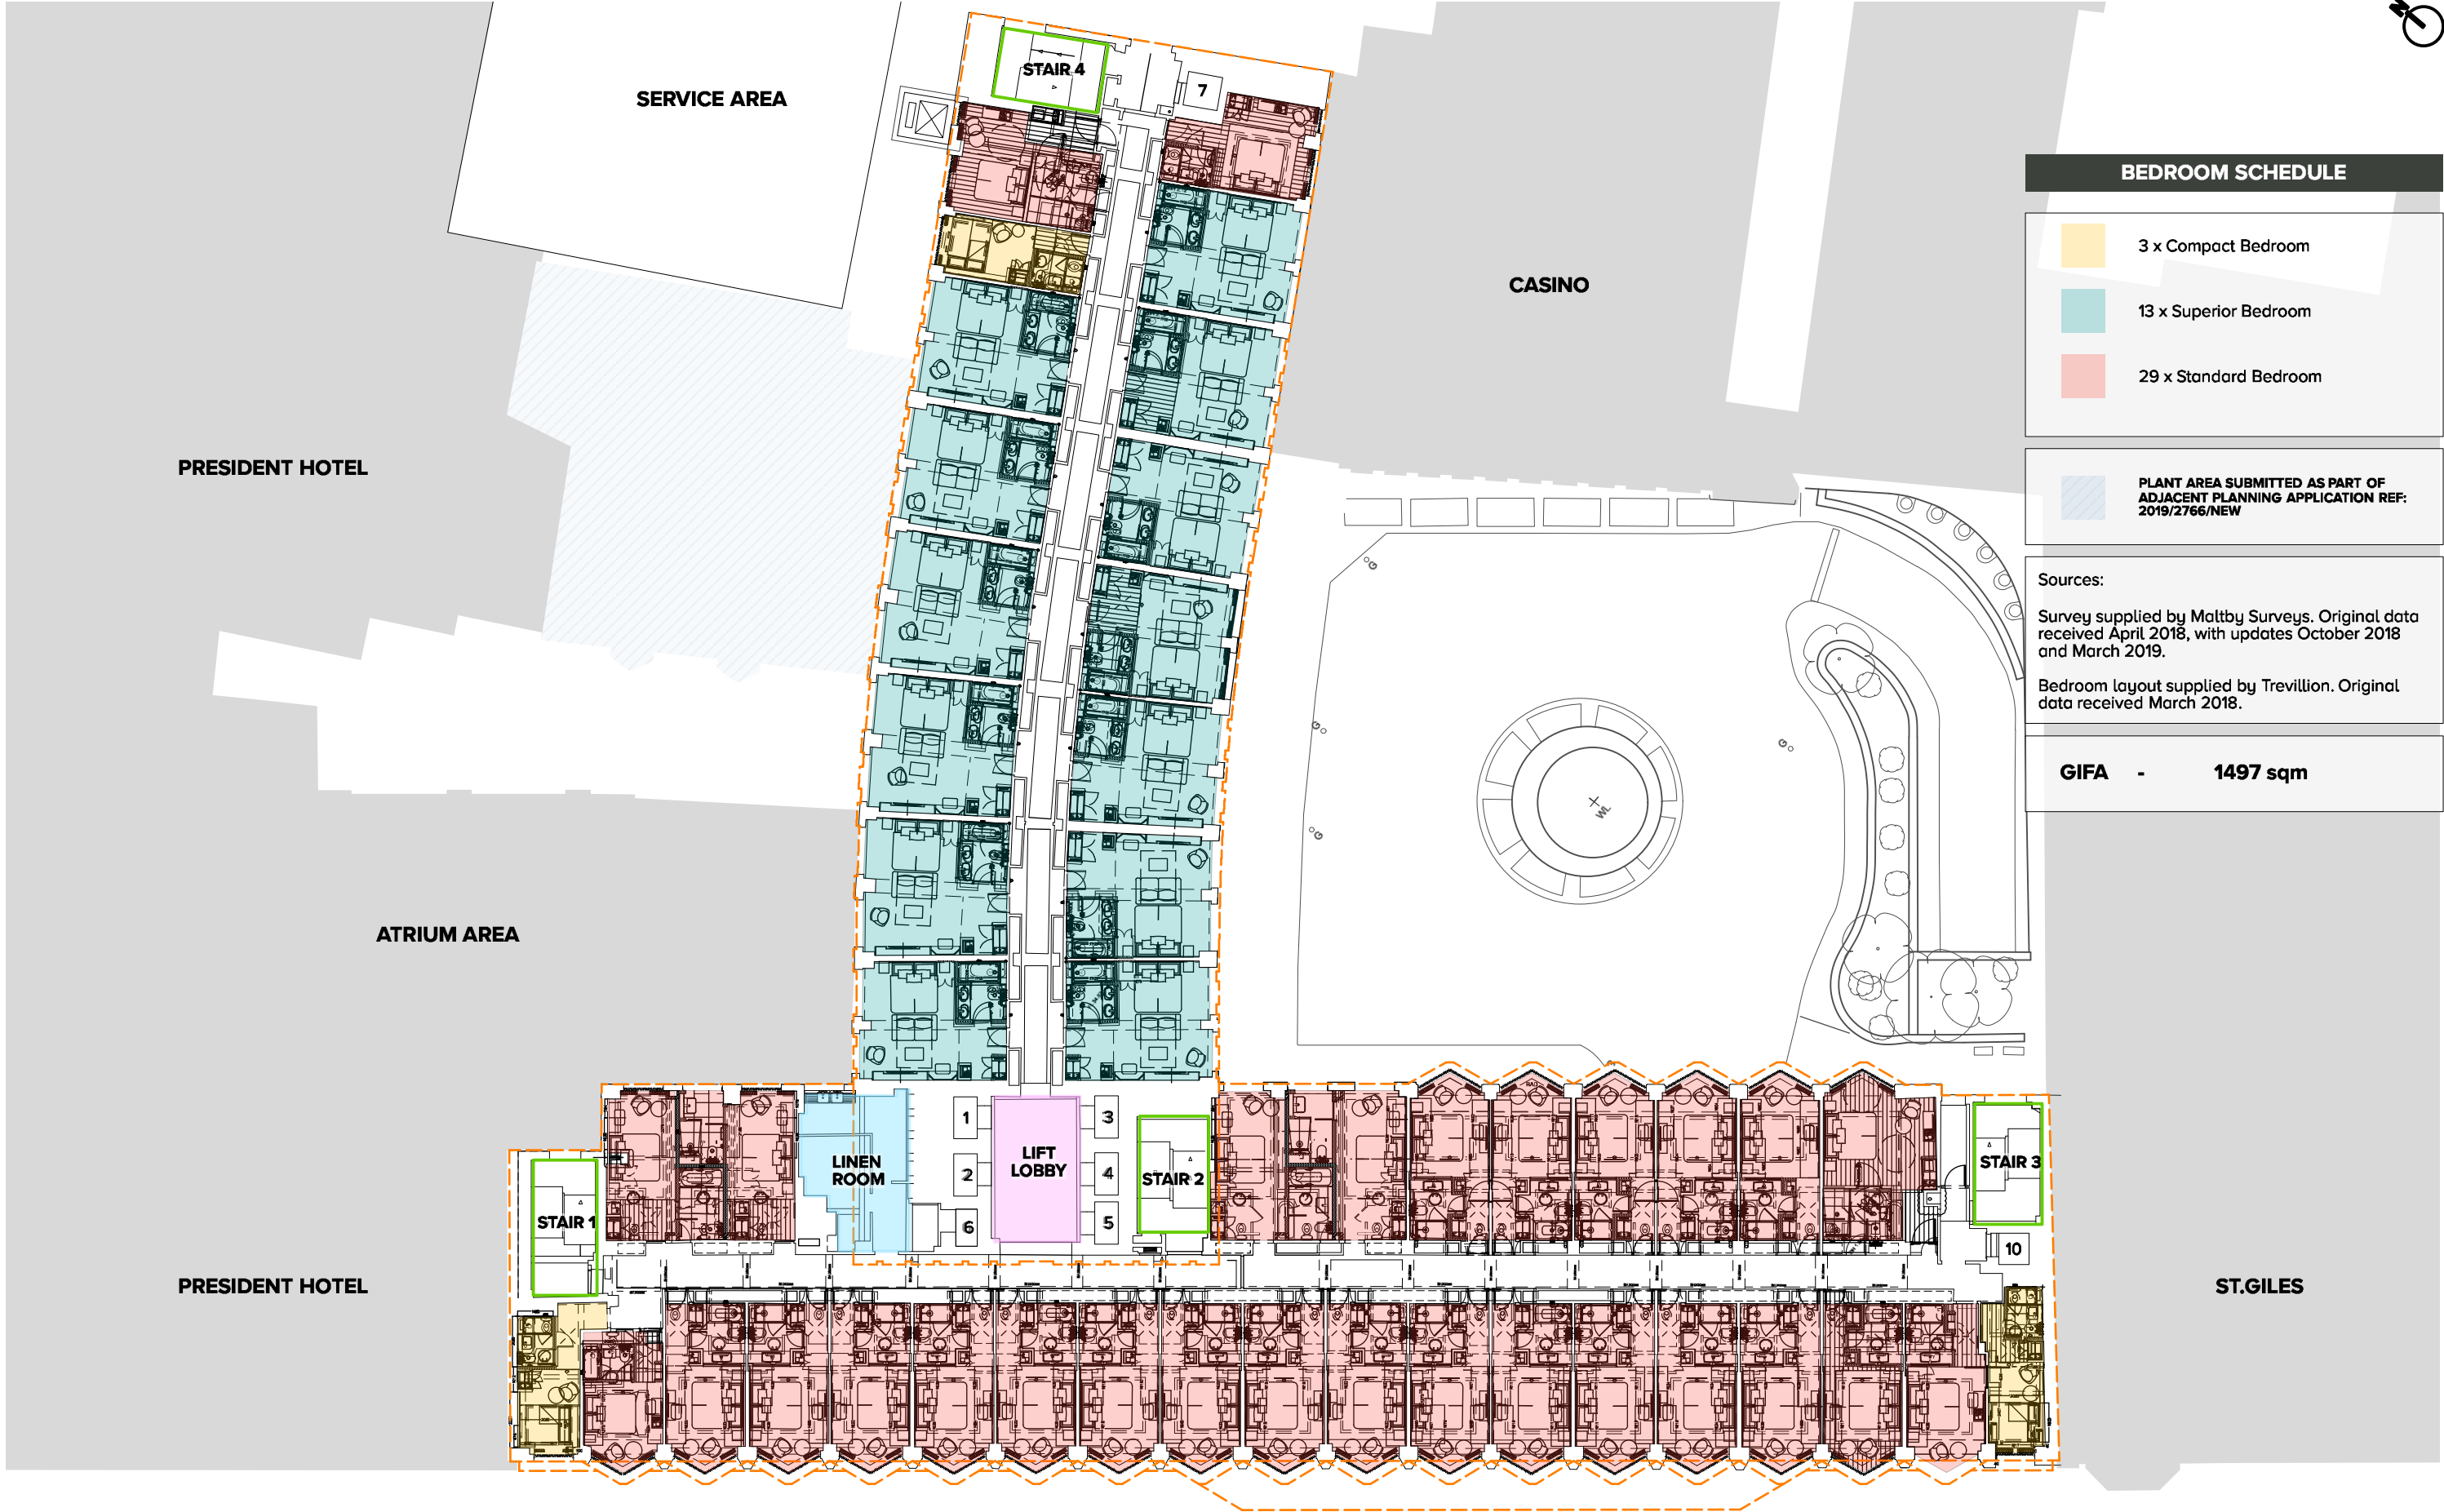 N
STAIR 4
7
SERVICE AREA
BEDROOM SCHEDULE
3 x Compact Bedroom
CASINO
13 x Superior Bedroom
29 x Standard Bedroom
PRESIDENT HOTEL
PLANT AREA SUBMITTED AS PART OF
ADJACENT PLANNING APPLICATION REF:
2019/2766/NEW
G
Sources:
Survey supplied by Maltby Surveys. Original data
received April 2018, with updates October 2018
and March 2019.
Bedroom layout supplied by Trevillion. Original
data received March 2018.
G
G
GIFA - 1497 sqm
WL
G
ATRIUM AREA
1
3
LINEN
ROOM
LIFT
LOBBY
2
4
STAIR 2
STAIR 3
STAIR 1
6
5
10
PRESIDENT HOTEL
ST.GILES